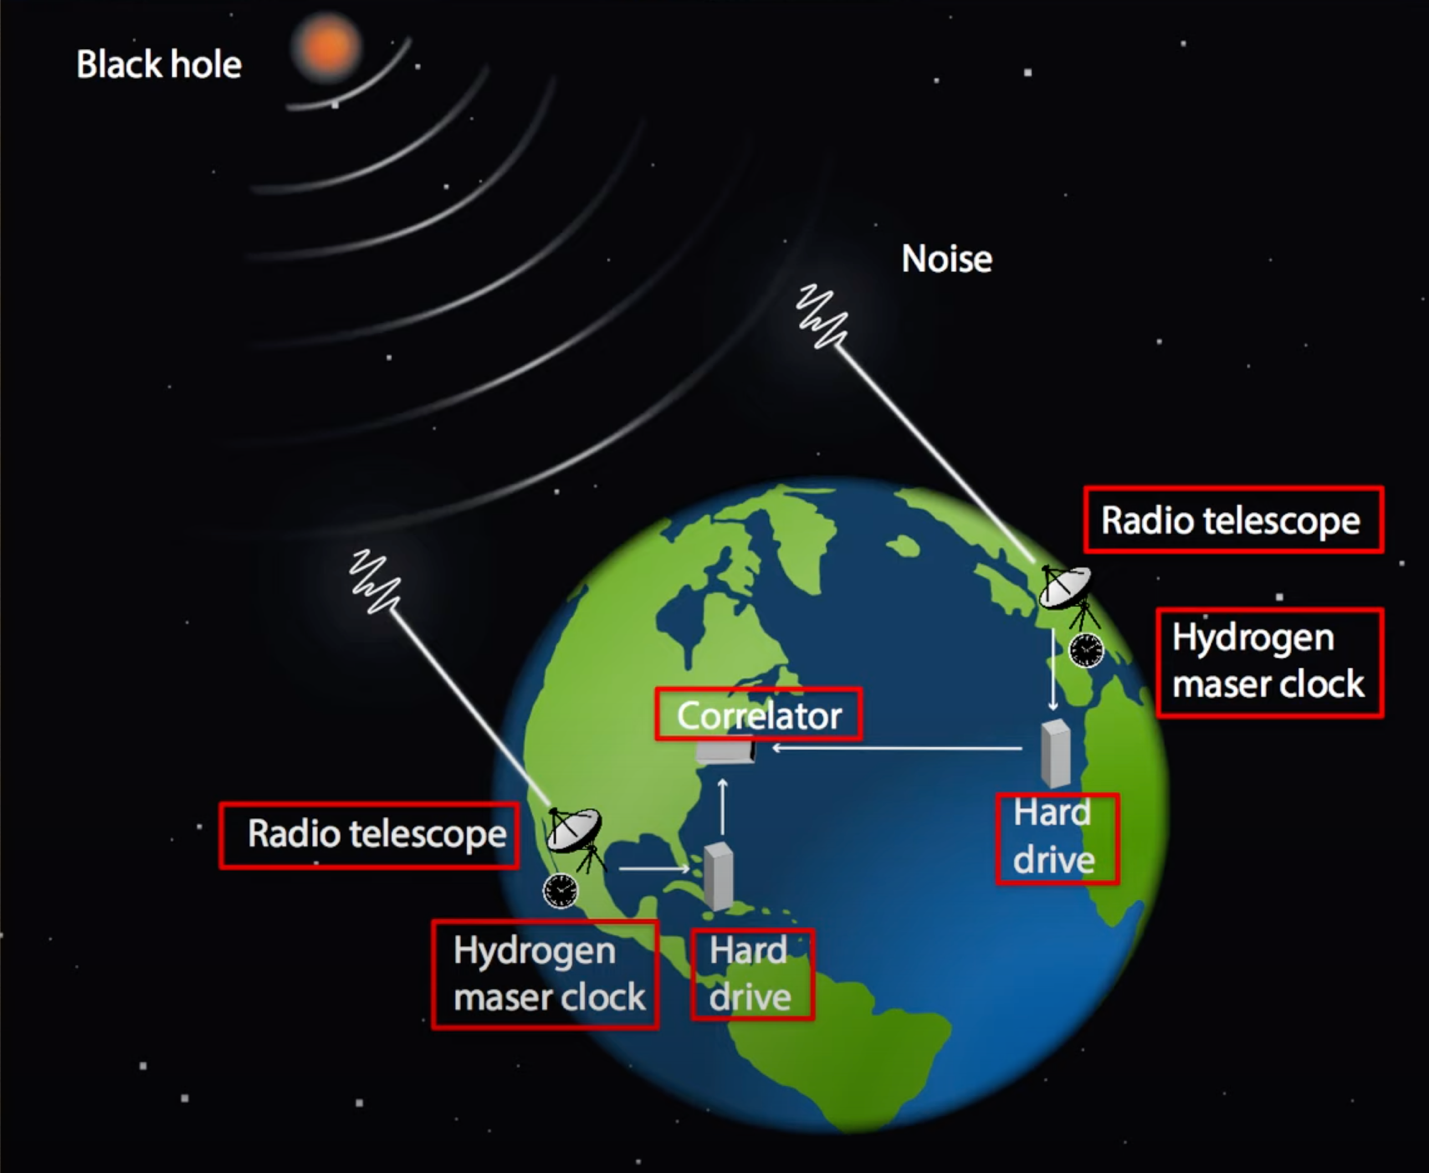 Black hole
Noise
Radio telescope
Hydrogen
maser clock
Correlator
Hard
drive
Radio telescope
Hydrogen
maser clock
Hard
drive